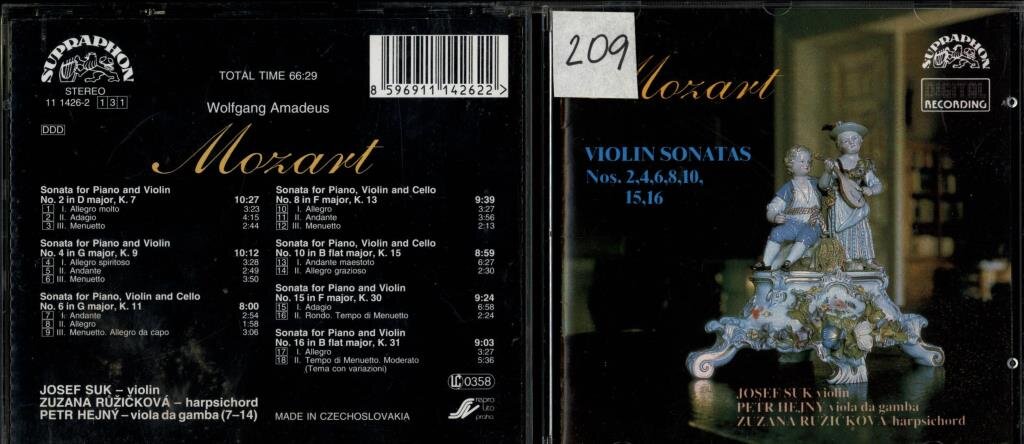 SUPRAPHON
STEREO
11 1426-2 1 3 1
DDD
TOTAL TIME 66:29
8 596911 142622 >
Wolfgang Amadeus
Mozart
Sonata for Piano and Violin
No. 2 in D major, K. 7 10:27
1 I. Allegro molto 3:23
2 II. Adagio 4:15
3 III. Menuetto 2:44
Sonata for Piano and Violin
No. 4 in G major, K. 9 10:12
4 I. Allegro spiritoso 3:28
5 II. Andante 2:49
6 III. Menuetto 3:50
Sonata for Piano, Violin and Cello
No. 6 in G major, K. 11 8:00
7 I. Andante 2:54
8 II. Allegro 1:58
9 III. Menuetto. Allegro da capo 3:06
Sonata for Piano, Violin and Cello
No. 8 in F major, K. 13 9:39
10 I. Allegro 3:27
11 II. Andante 3:56
12 III. Menuetto 2:13
Sonata for Piano, Violin and Cello
No. 10 in B flat major, K. 15 8:59
13 I. Andante maestoto 6:27
14 II. Allegro grazioso 2:30
Sonata for Piano and Violin
No. 15 in F major, K. 30 9:24
15 I. Adagio 6:58
16 II. Rondo. Tempo di Menuetto 2:24
Sonata for Piano and Violin
No. 16 in B flat major, K. 31 9:03
17 I. Allegro 3:27
18 II. Tempo di Menuetto. Moderato 5:36
(Tema con variazioni)
JOSEF SUK – violin
ZUZANA RŮŽIČKOVÁ – harpsichord
PETR HEJNÝ – viola da gamba (7–14)
MADE IN CZECHOSLOVAKIA
LC 0358
repro
luto
praha
209
Mozart
SUPRAPHON
DIGITAL
RECORDING
VIOLIN SONATAS
Nos. 2,4,6,8,10,
15,16
JOSEF SUK violin
PETR HEJNÝ viola da gamba
ZUZANA RŮŽIČKOVÁ harpsichord